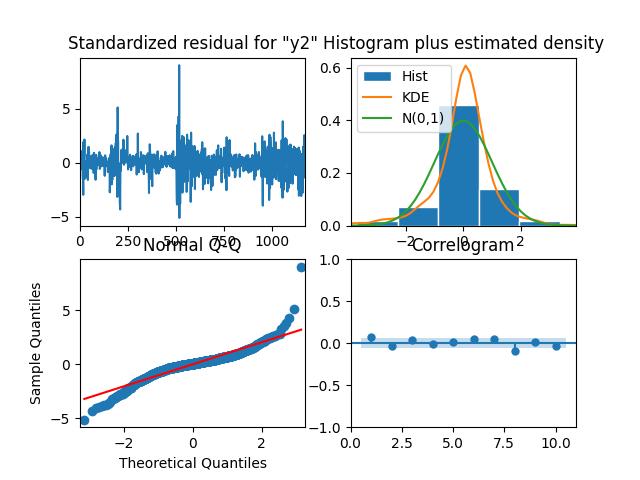 Standardized residual for "y2"
Histogram plus estimated density
5
0
−5
0 250 500 750 1000
0.6
0.4
0.2
0.0
−2 0 2
Hist
KDE
N(0,1)
Normal Q-Q
Correlogram
Sample Quantiles
5
0
−5
−2 0 2
Theoretical Quantiles
1.0
0.5
0.0
−0.5
−1.0
0.0 2.5 5.0 7.5 10.0